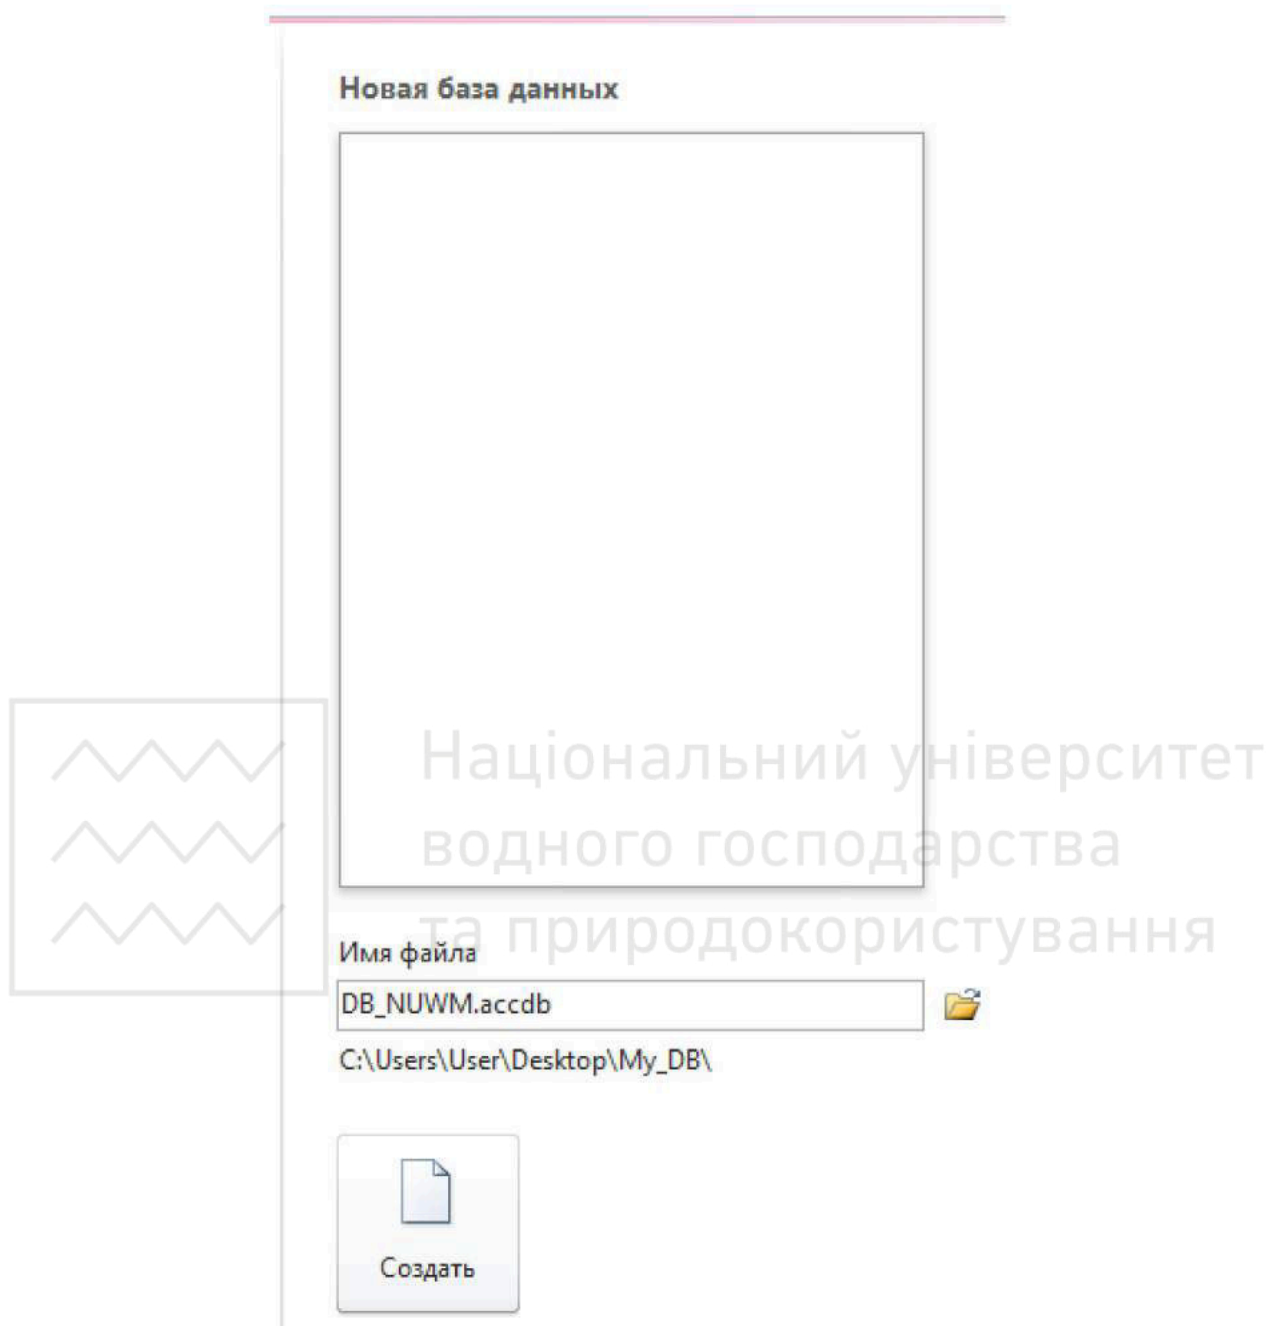 Новая база данных
Національний університет
водного господарства
та природокористування
Имя файла
DB_NUWM.accdb
C:\Users\User\Desktop\My_DB\
Создать